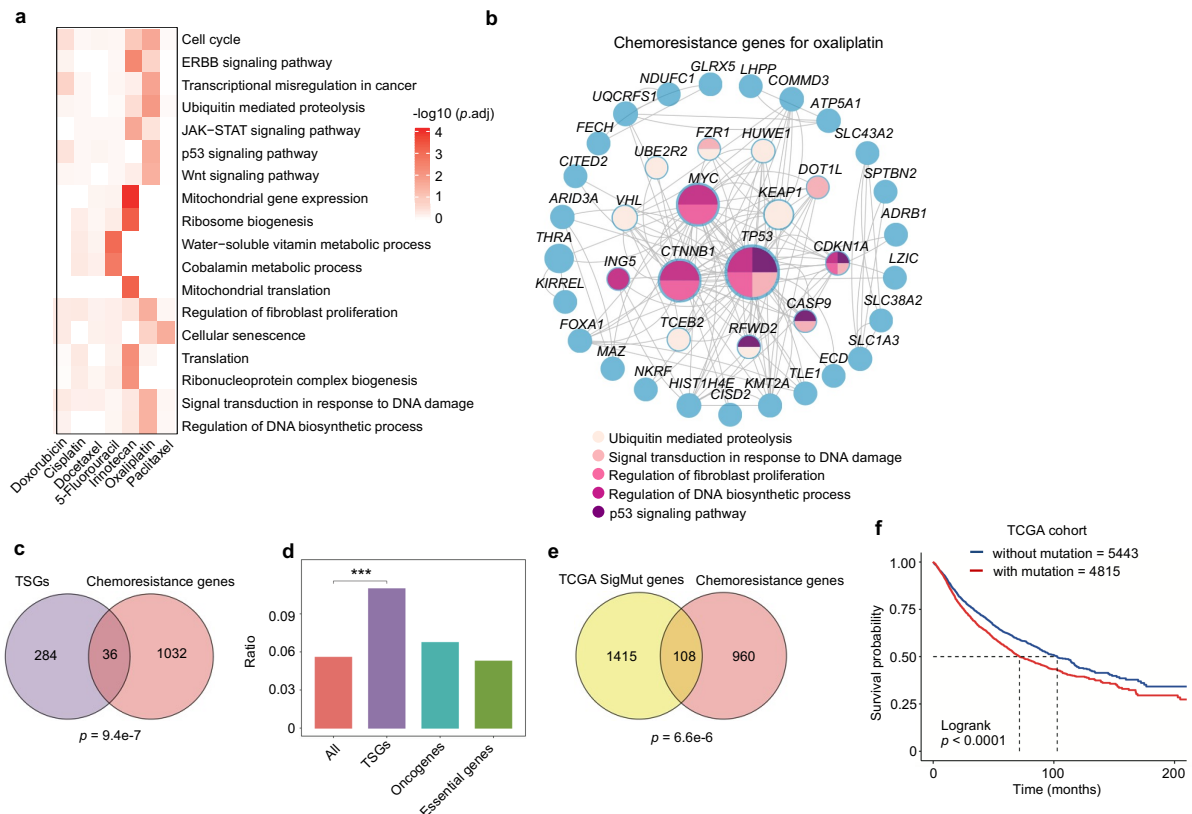 a
Cell cycle
ERBB signaling pathway
Transcriptional misregulation in cancer
Ubiquitin mediated proteolysis
JAK−STAT signaling pathway
p53 signaling pathway
Wnt signaling pathway
Mitochondrial gene expression
Ribosome biogenesis
Water−soluble vitamin metabolic process
Cobalamin metabolic process
Mitochondrial translation
Regulation of fibroblast proliferation
Cellular senescence
Translation
Ribonucleoprotein complex biogenesis
Signal transduction in response to DNA damage
Regulation of DNA biosynthetic process
Doxorubicin
Cisplatin
Docetaxel
5-Fluorouracil
Irinotecan
Oxaliplatin
Paclitaxel
-log10 (p.adj)
4
3
2
1
0
b
Chemoresistance genes for oxaliplatin
GLRX5
LHPP
NDUFC1
COMMD3
UQCRFS1
ATP5A1
FECH
FZR1
HUWE1
SLC43A2
UBE2R2
CITED2
DOT1L
SPTBN2
MYC
KEAP1
ARID3A
VHL
ADRB1
THRA
TP53
CDKN1A
CTNNB1
LZIC
ING5
KIRREL
SLC38A2
CASP9
FOXA1
TCEB2
RFWD2
SLC1A3
MAZ
ECD
NKRF
TLE1
HIST1H4E
KMT2A
CISD2
Ubiquitin mediated proteolysis
Signal transduction in response to DNA damage
Regulation of fibroblast proliferation
Regulation of DNA biosynthetic process
p53 signaling pathway
c
TSGs
Chemoresistance genes
284
36
1032
p = 9.4e-7
d
***
Ratio
0.09
0.06
0.03
0
All
TSGs
Oncogenes
Essential genes
e
TCGA SigMut genes
Chemoresistance genes
1415
108
960
p = 6.6e-6
f
TCGA cohort
without mutation = 5443
with mutation = 4815
Survival probability
1.00
0.75
0.50
0.25
0
Logrank
p < 0.0001
0
100
200
Time (months)